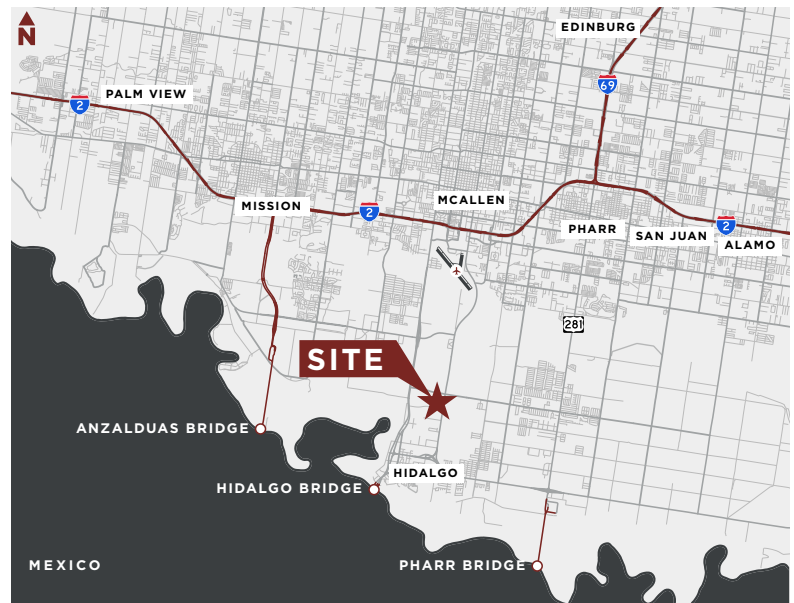 N
EDINBURG
69
PALM VIEW
2
MISSION
2
MCALLEN
PHARR
SAN JUAN
2
ALAMO
281
SITE
ANZALDUAS BRIDGE
HIDALGO
HIDALGO BRIDGE
PHARR BRIDGE
MEXICO